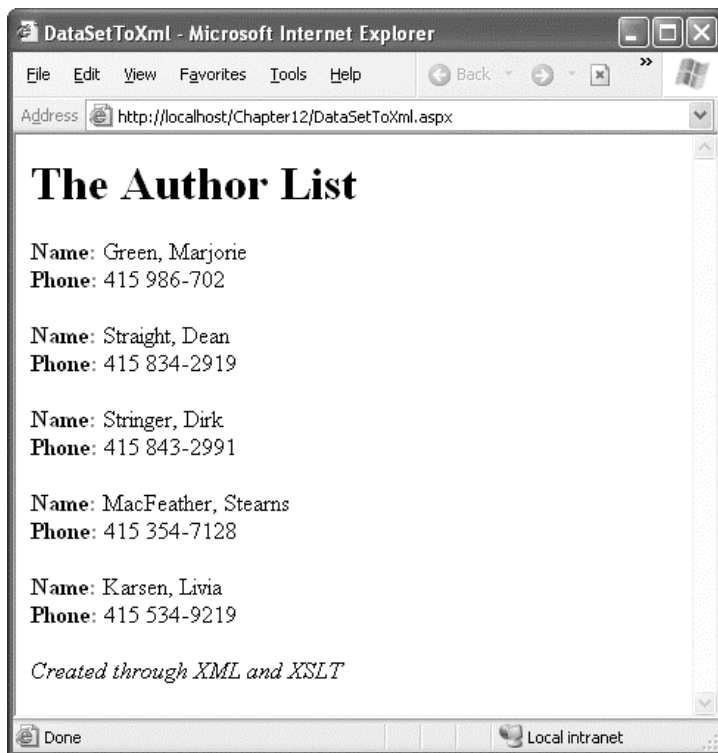 DataSetToXml - Microsoft Internet Explorer
File Edit View Favorites Tools Help Back »
Address http://localhost/Chapter12/DataSetToXml.aspx
The Author List
Name: Green, Marjorie
Phone: 415 986-702
Name: Straight, Dean
Phone: 415 834-2919
Name: Stringer, Dirk
Phone: 415 843-2991
Name: MacFeather, Stearns
Phone: 415 354-7128
Name: Karsen, Livia
Phone: 415 534-9219
Created through XML and XSLT
Done Local intranet